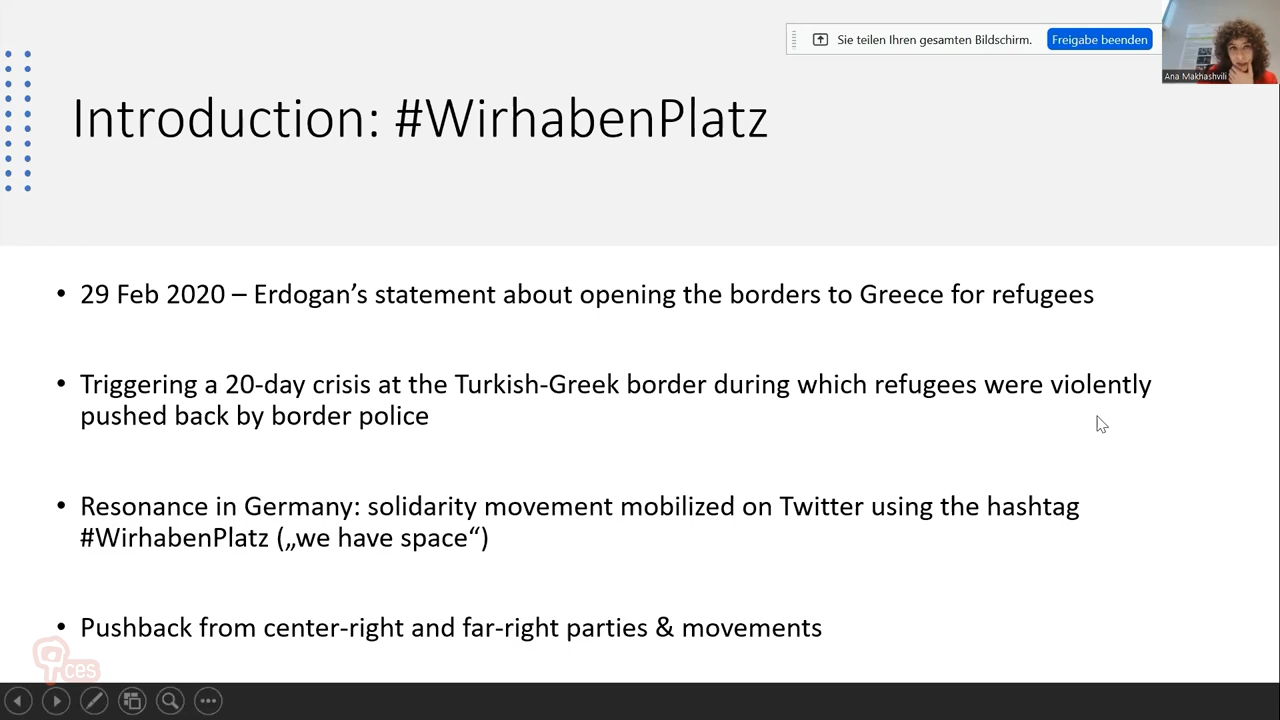 Sie teilen Ihren gesamten Bildschirm.
Freigabe beenden
Ana Makhashvili
Introduction: #WirhabenPlatz
• 29 Feb 2020 – Erdogan’s statement about opening the borders to Greece for refugees
• Triggering a 20-day crisis at the Turkish-Greek border during which refugees were violently
pushed back by border police
• Resonance in Germany: solidarity movement mobilized on Twitter using the hashtag
#WirhabenPlatz („we have space“)
• Pushback from center-right and far-right parties & movements
ces